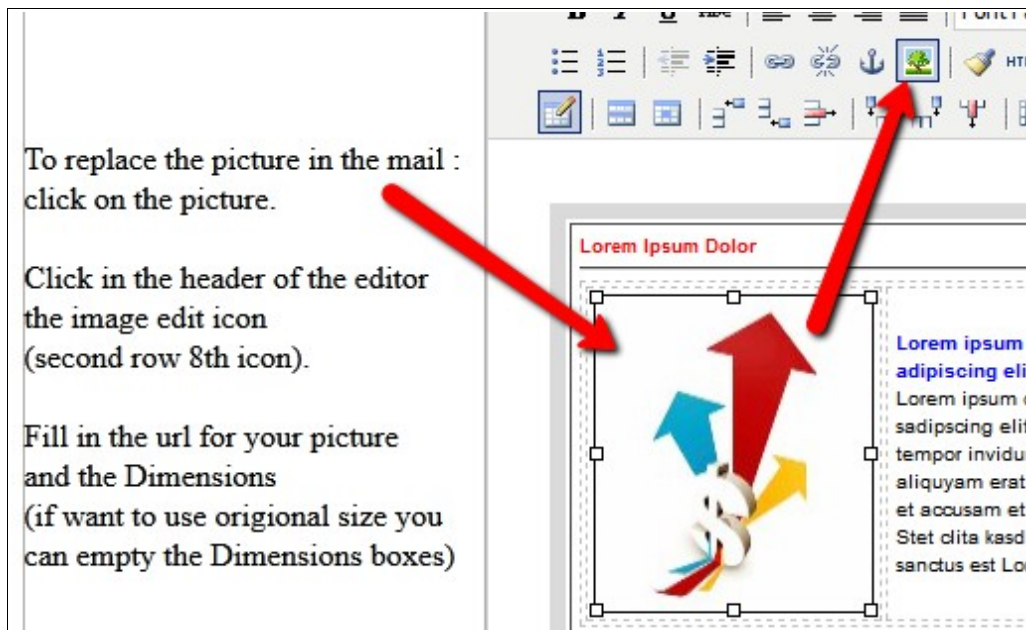 To replace the picture in the mail :
click on the picture.
Click in the header of the editor
the image edit icon
(second row 8th icon).
Fill in the url for your picture
and the Dimensions
(if want to use origional size you
can empty the Dimensions boxes)
Lorem Ipsum Dolor
Lorem ipsum
adipiscing eli
Lorem ipsum
sadipscing elit
tempor invidu
aliquyam erat
et accusam et
Stet clita kasd
sanctus est Lor